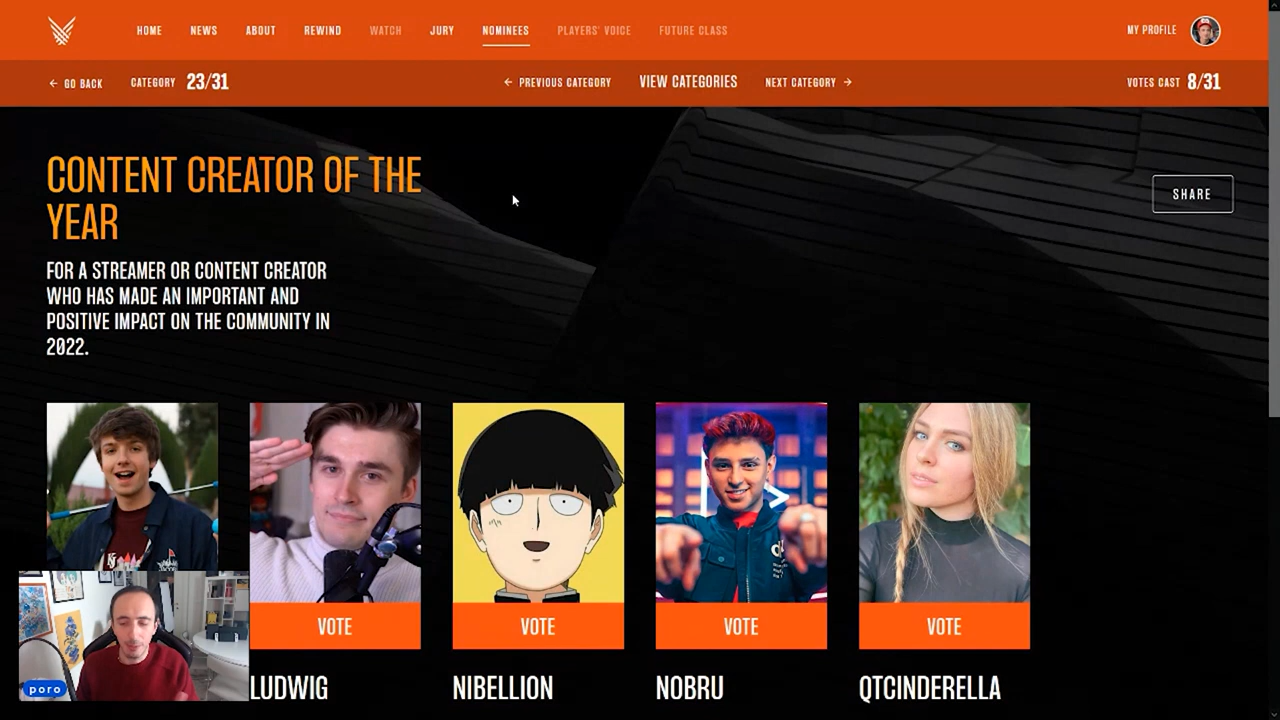 HOME NEWS ABOUT REWIND WATCH JURY NOMINEES PLAYERS' VOICE FUTURE CLASS MY PROFILE
← GO BACK CATEGORY 23/31 ← PREVIOUS CATEGORY VIEW CATEGORIES NEXT CATEGORY → VOTES CAST 8/31
CONTENT CREATOR OF THE
YEAR
SHARE
FOR A STREAMER OR CONTENT CREATOR
WHO HAS MADE AN IMPORTANT AND
POSITIVE IMPACT ON THE COMMUNITY IN
2022.
VOTE VOTE VOTE VOTE
LUDWIG NIBELLION NOBRU QTCINDERELLA
poro